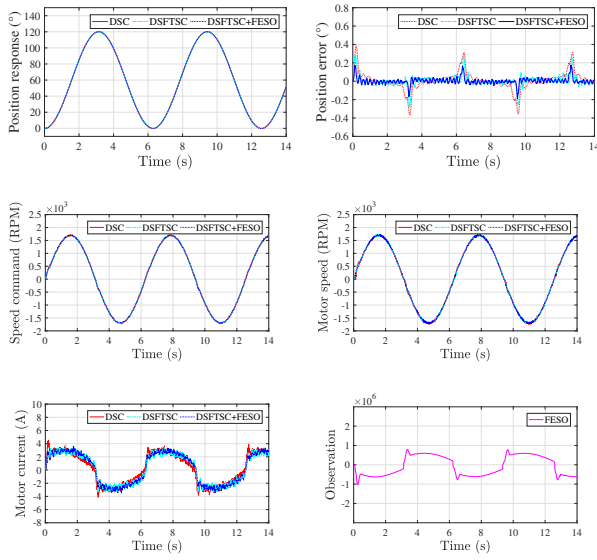 Position response (°)
140
120
100
80
60
40
20
0
-10
DSC DSFTSC DSFTSC+FESO
0 2 4 6 8 10 12 14
Time (s)
Position error (°)
0.8
0.6
0.4
0.2
0
-0.2
-0.4
-0.6
DSC DSFTSC DSFTSC+FESO
0 2 4 6 8 10 12 14
Time (s)
Speed command (RPM)
×10³
2.5
2
1.5
1
0.5
0
-0.5
-1
-1.5
-2
DSC DSFTSC DSFTSC+FESO
0 2 4 6 8 10 12 14
Time (s)
Motor speed (RPM)
×10³
2.5
2
1.5
1
0.5
0.0
-0.5
-1
-1.5
-2
DSC DSFTSC DSFTSC+FESO
0 2 4 6 8 10 12 14
Time (s)
Motor current (A)
10
8
6
4
2
0
-2
-4
-6
-8
DSC DSFTSC DSFTSC+FESO
0 2 4 6 8 10 12 14
Time (s)
Observation
×10⁶
2
1
0
-1
-2
FESO
0 2 4 6 8 10 12 14
Time (s)